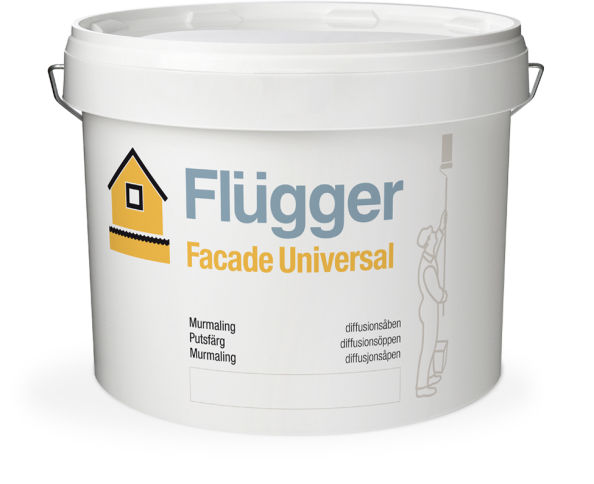 Flügger
Facade Universal
Murmaling diffusionsåben
Putsfärg diffusionsöppen
Murmaling diffusjonsåpen